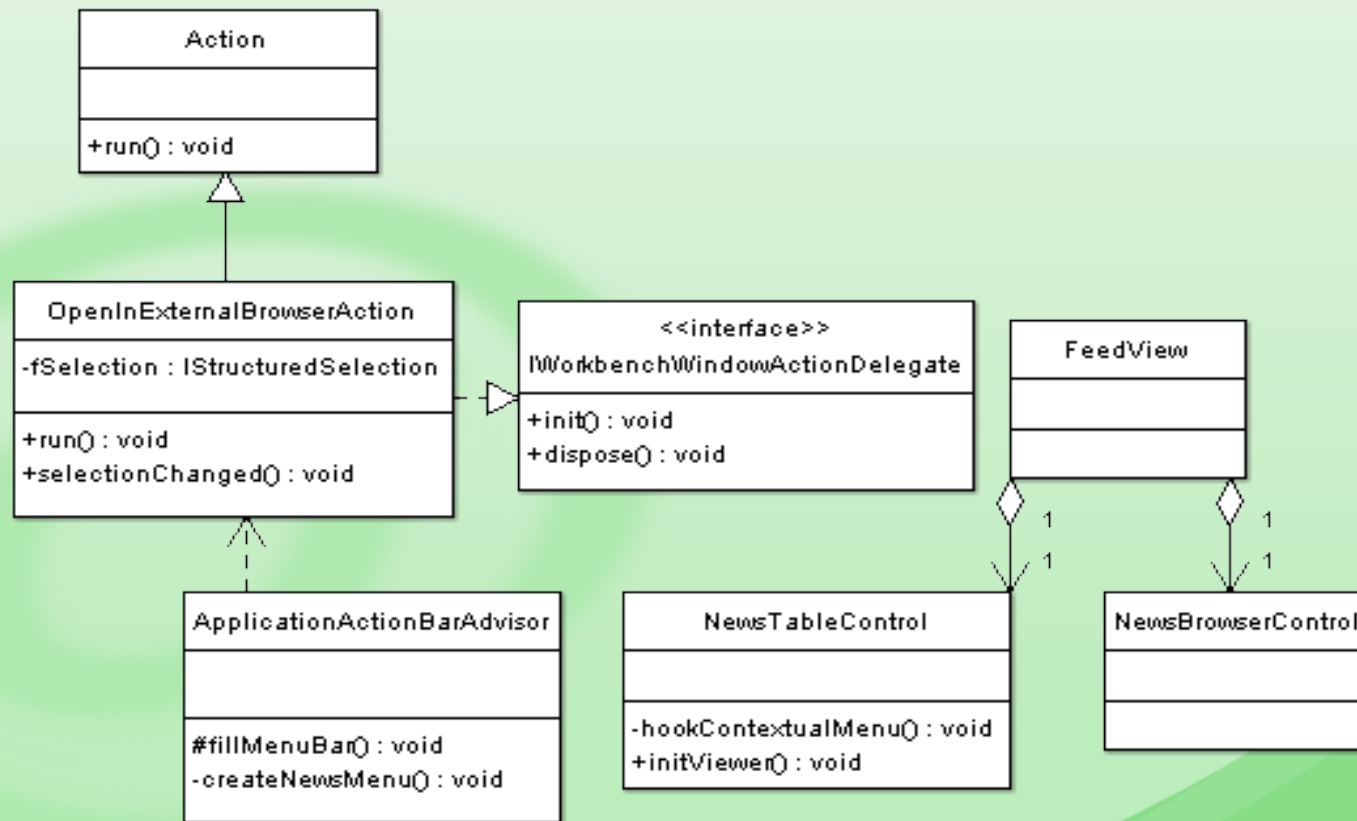 Action
+run() : void
OpenInExternalBrowserAction
-fSelection : IStructuredSelection
+run() : void
+selectionChanged() : void
<<interface>>
IWorkbenchWindowActionDelegate
+init() : void
+dispose() : void
FeedView
1
1
1
1
ApplicationActionBarAdvisor
#fillMenuBar() : void
-createNewsMenu() : void
NewsTableControl
-hookContextualMenu() : void
+initViewer() : void
NewsBrowserControl